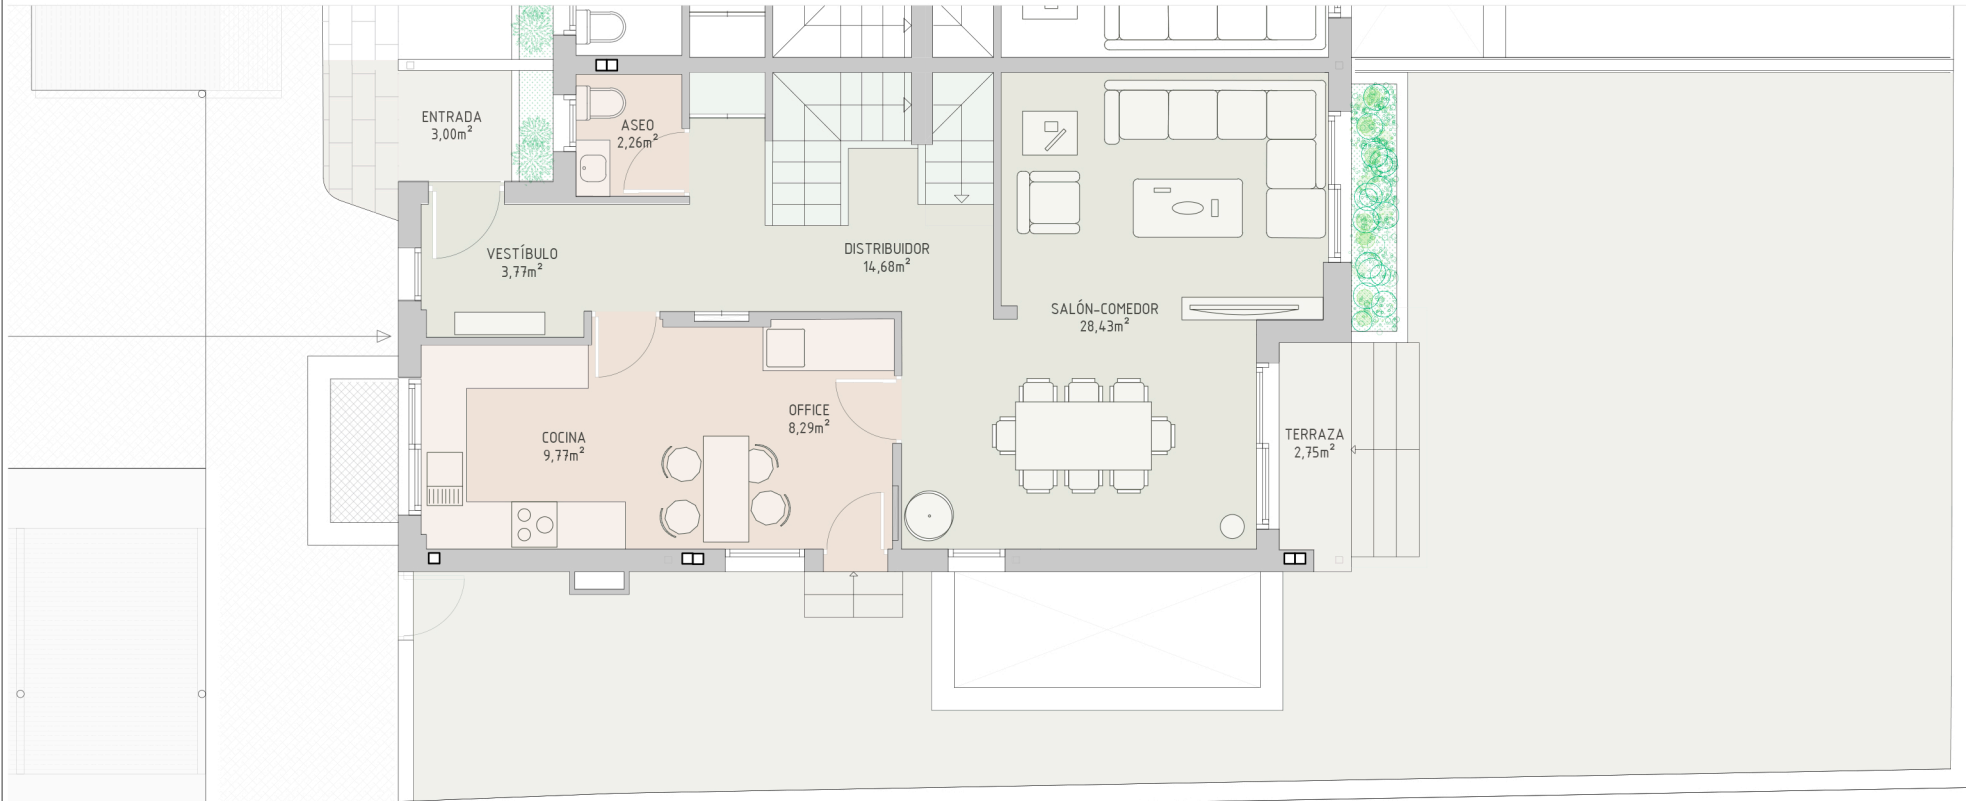 ENTRADA
3,00m²
ASEO
2,26m²
VESTÍBULO
3,77m²
DISTRIBUIDOR
14,68m²
SALÓN-COMEDOR
28,43m²
COCINA
9,77m²
OFFICE
8,29m²
TERRAZA
2,75m²